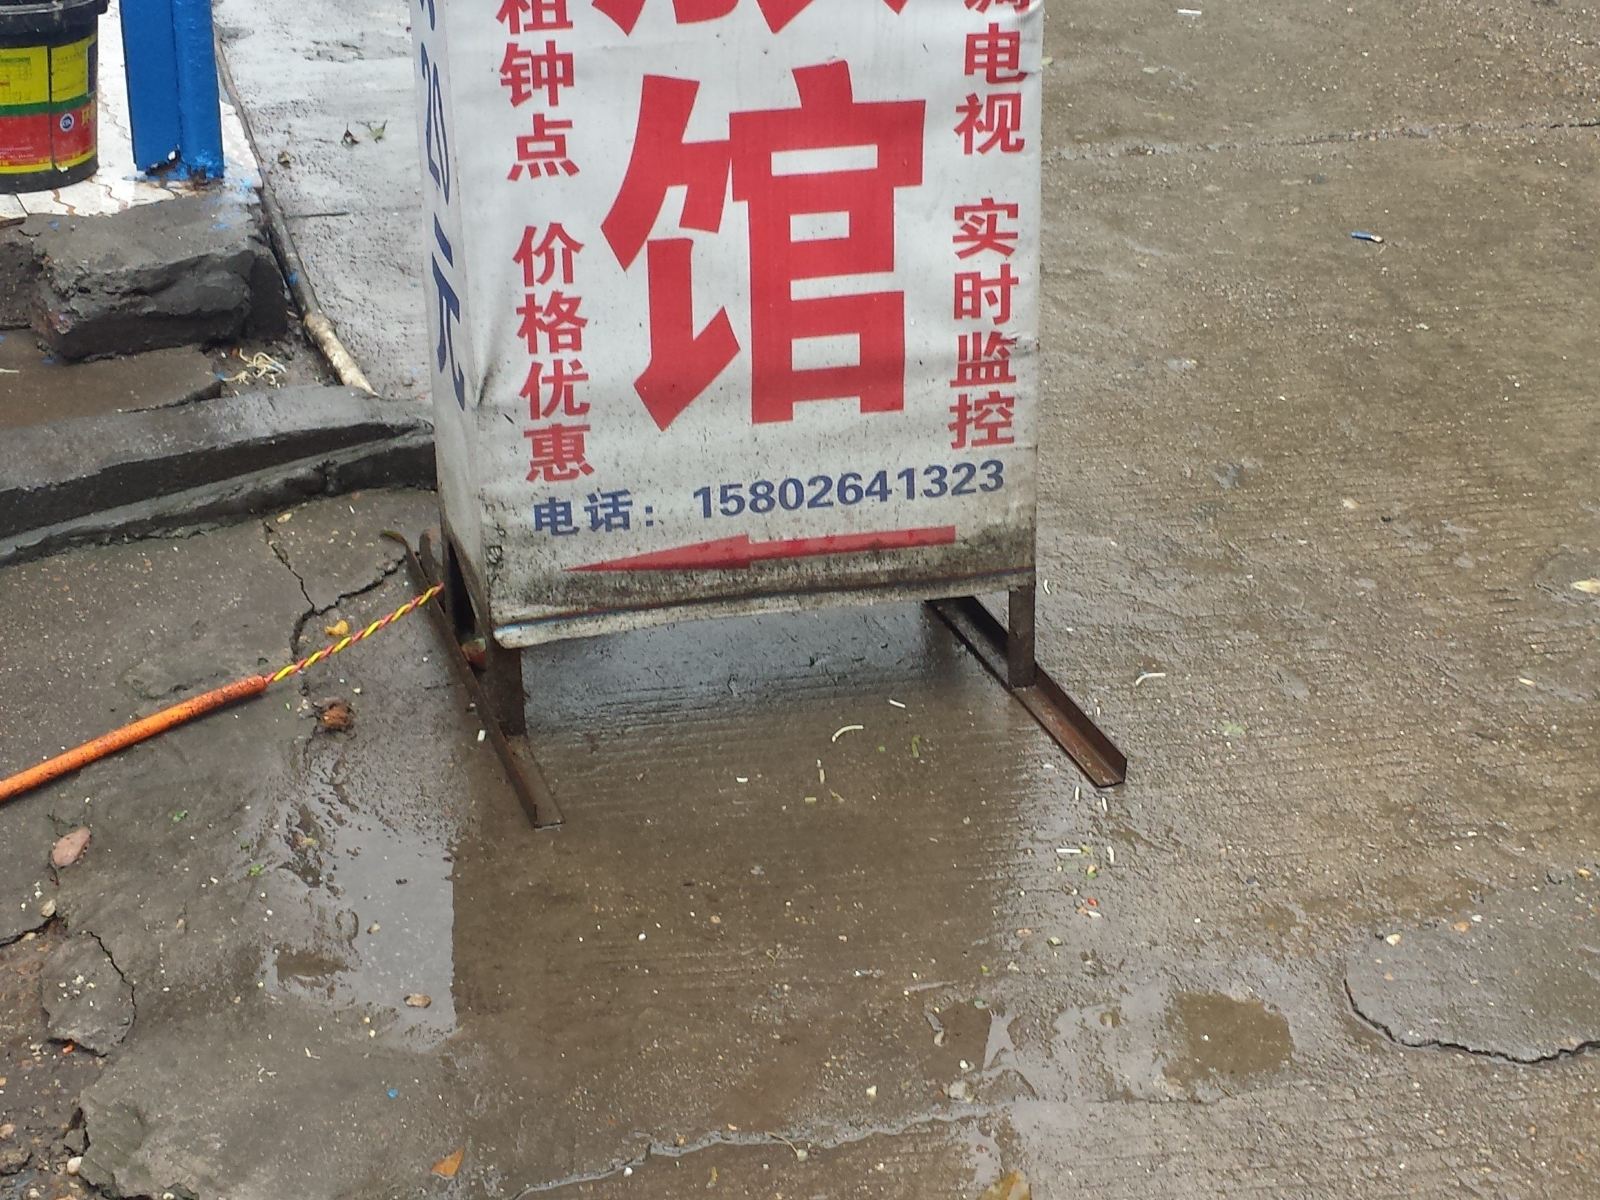 租钟点 价格优惠
馆
电视 实时监控
电话：15802641323
20元